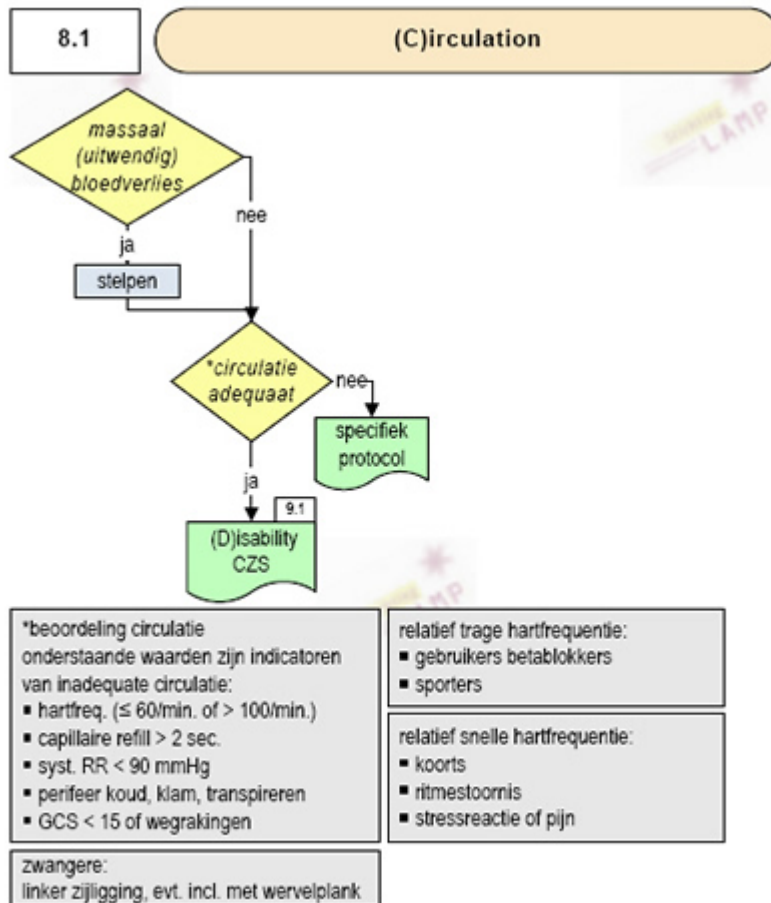 8.1
(C)irculation
massaal
(uitwendig)
bloedverlies
nee
ja
stelpen
*circulatie
adequaat
nee
specifiek
protocol
ja
9.1
(D)isability
CZS
*beoordeling circulatie
onderstaande waarden zijn indicatoren
van inadequate circulatie:
▪ hartfreq. (≤ 60/min. of > 100/min.)
▪ capillaire refill > 2 sec.
▪ syst. RR < 90 mmHg
▪ perifeer koud, klam, transpireren
▪ GCS < 15 of wegrakingen
relatief trage hartfrequentie:
▪ gebruikers betablokkers
▪ sporters
relatief snelle hartfrequentie:
▪ koorts
▪ ritmestoornis
▪ stressreactie of pijn
zwangere:
linker zijligging, evt. incl. met wervelplank
LAMP